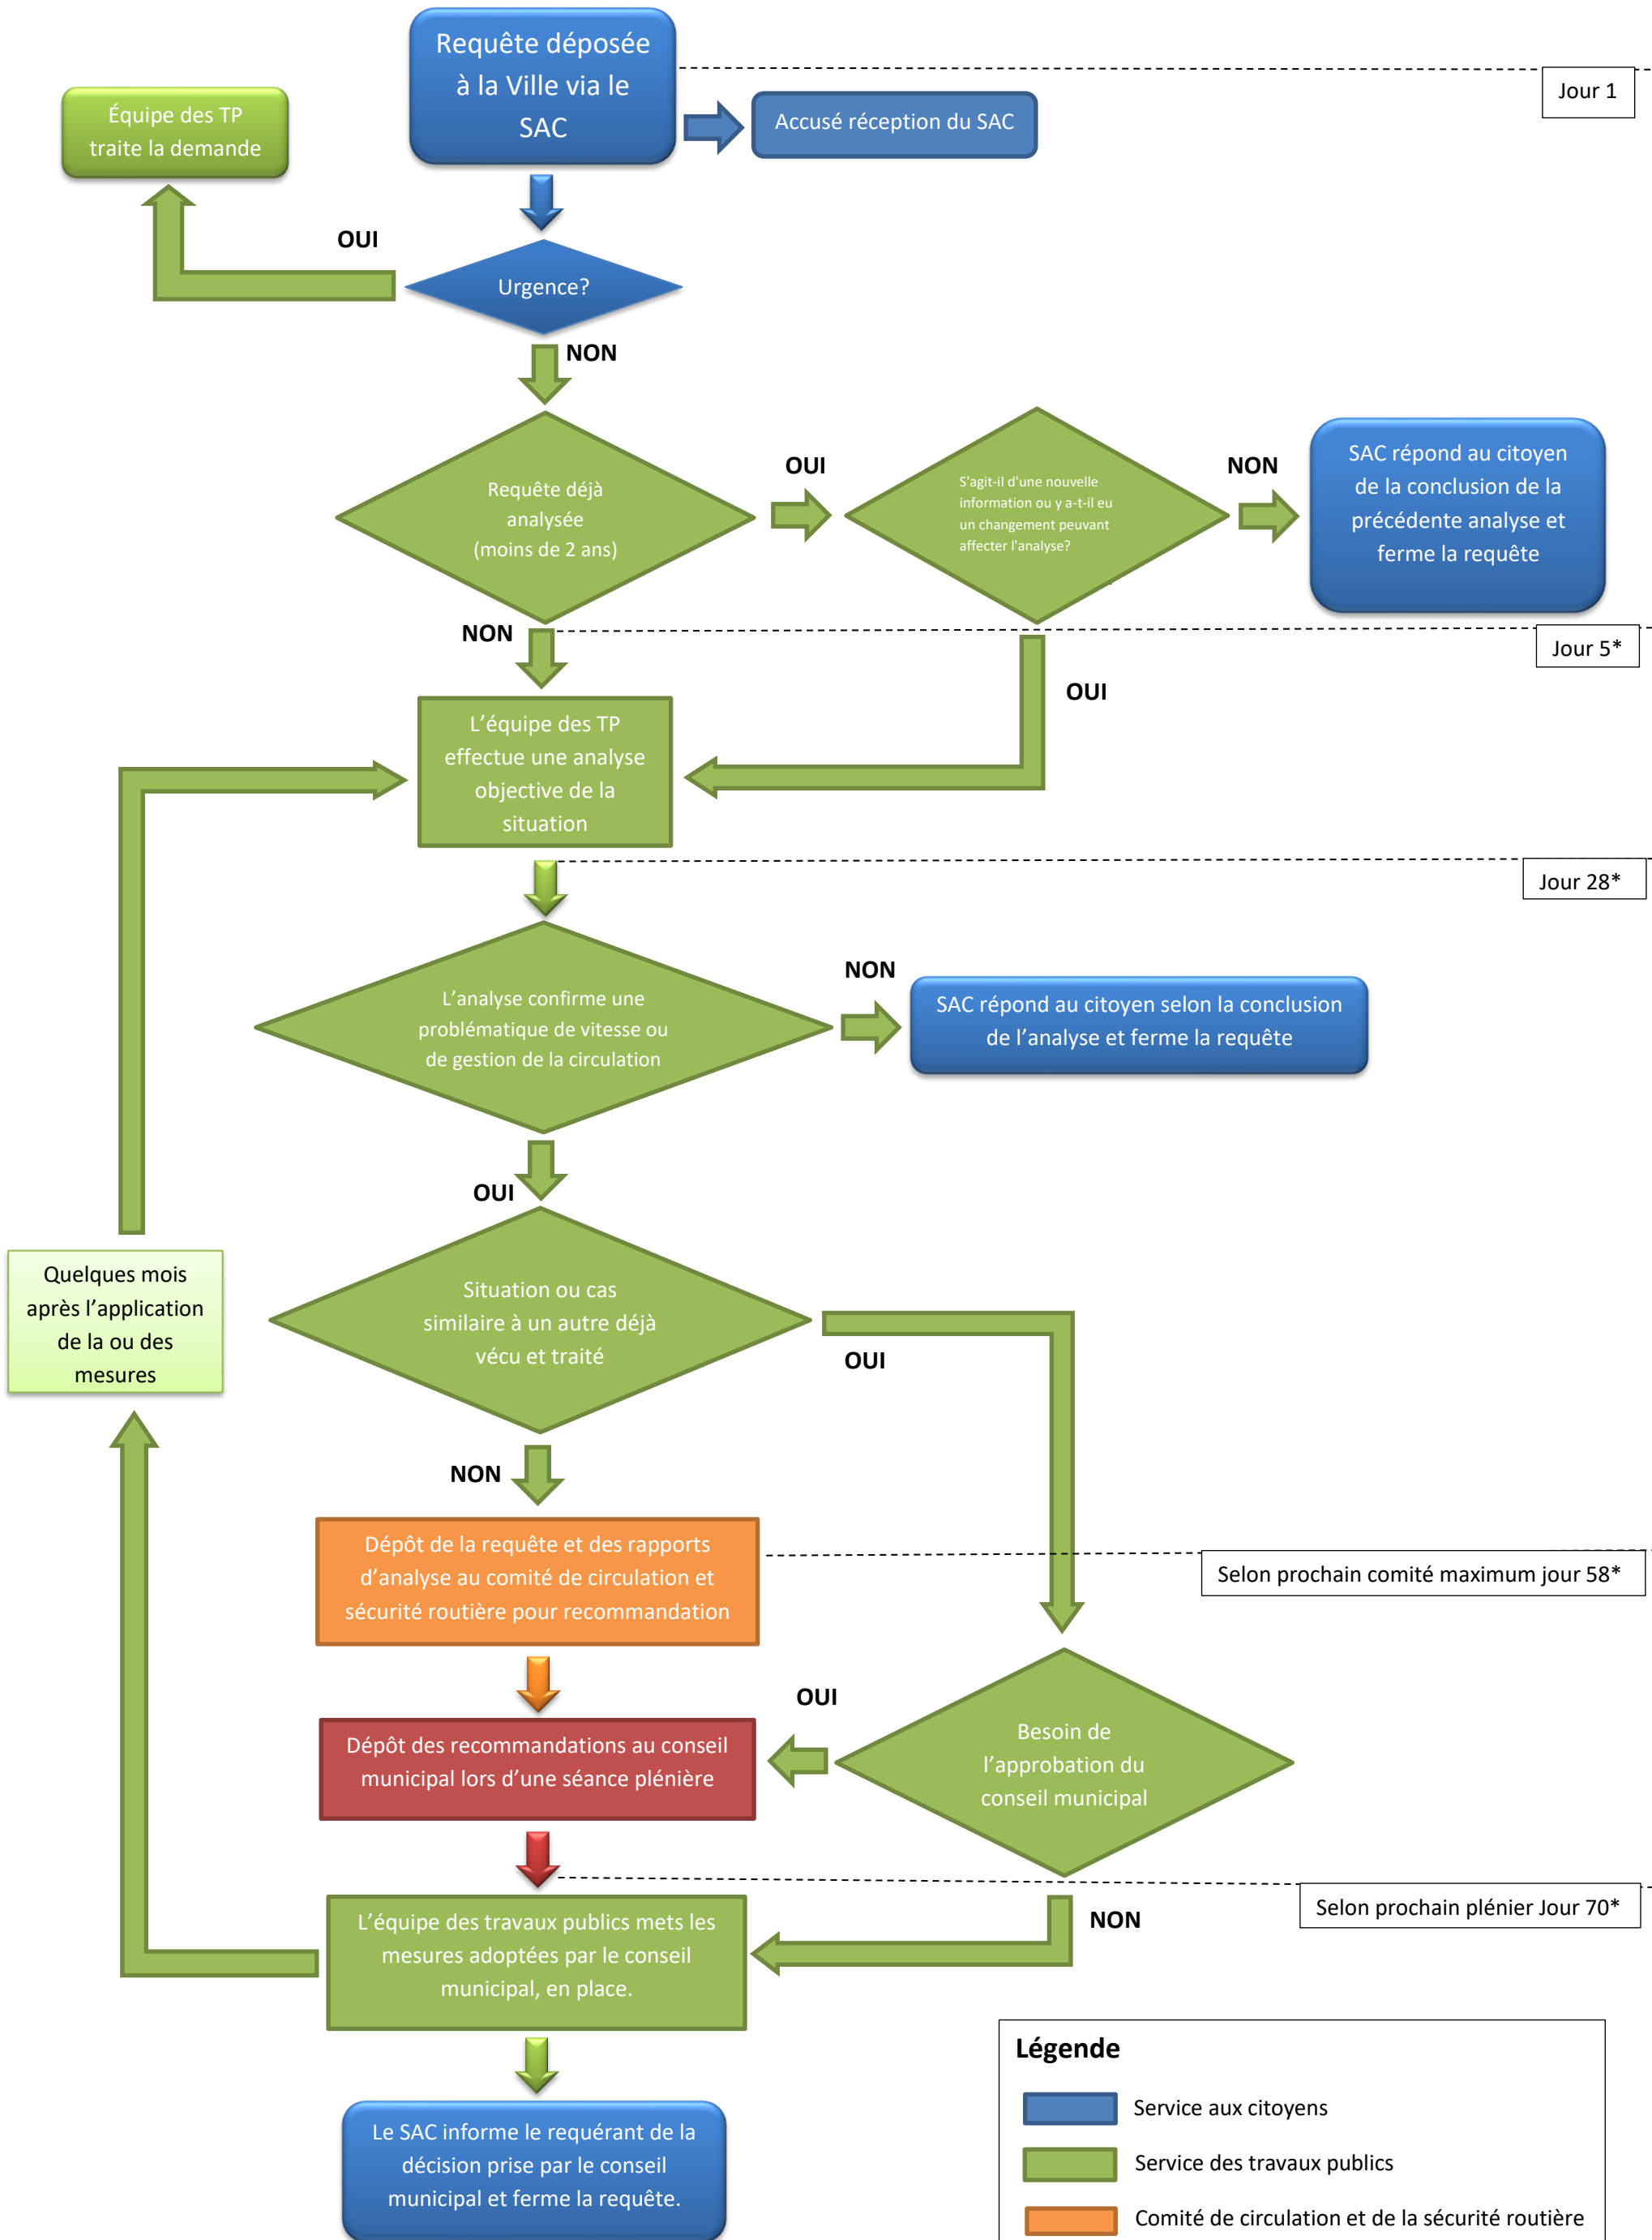 Requête déposée
à la Ville via le
SAC
Jour 1
Accusé réception du SAC
Équipe des TP
traite la demande
OUI
Urgence?
NON
Requête déjà
analysée
(moins de 2 ans)
OUI
S'agit-il d'une nouvelle
information ou y a-t-il eu
un changement peuvant
affecter l'analyse?
NON
SAC répond au citoyen
de la conclusion de la
précédente analyse et
ferme la requête
NON
Jour 5*
OUI
L'équipe des TP
effectue une analyse
objective de la
situation
Jour 28*
L'analyse confirme une
problématique de vitesse ou
de gestion de la circulation
NON
SAC répond au citoyen selon la conclusion
de l'analyse et ferme la requête
OUI
Quelques mois
après l'application
de la ou des
mesures
Situation ou cas
similaire à un autre déjà
vécu et traité
OUI
NON
Dépôt de la requête et des rapports
d'analyse au comité de circulation et
sécurité routière pour recommandation
Selon prochain comité maximum jour 58*
OUI
Dépôt des recommandations au conseil
municipal lors d'une séance plénière
Besoin de
l'approbation du
conseil municipal
Selon prochain plénier Jour 70*
NON
L'équipe des travaux publics mets les
mesures adoptées par le conseil
municipal, en place.
Le SAC informe le requérant de la
décision prise par le conseil
municipal et ferme la requête.
Légende
Service aux citoyens
Service des travaux publics
Comité de circulation et de la sécurité routière